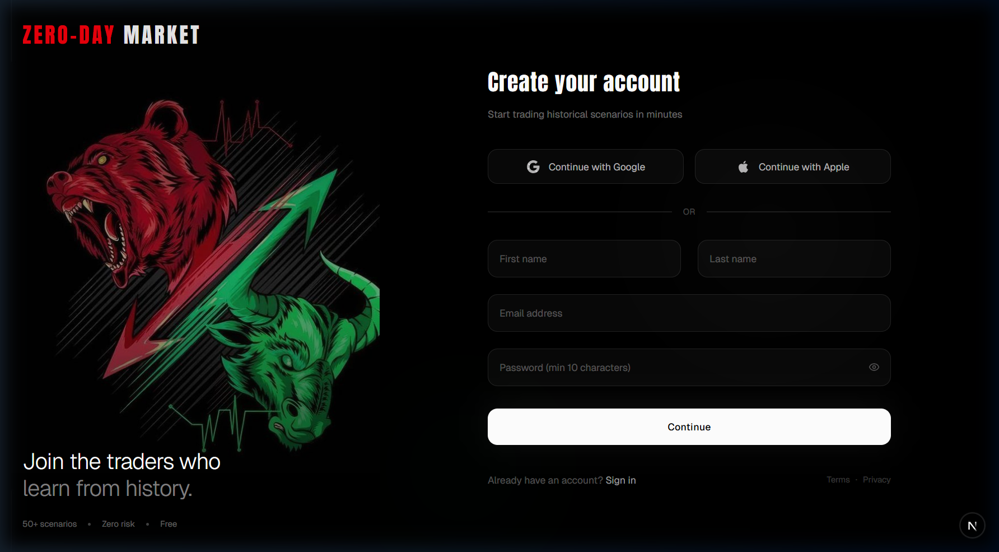 ZERO-DAY MARKET
Create your account
Start trading historical scenarios in minutes
Continue with Google
Continue with Apple
OR
First name
Last name
Email address
Password (min 10 characters)
Continue
Already have an account? Sign in
Terms · Privacy
Join the traders who
learn from history.
50+ scenarios • Zero risk • Free
N